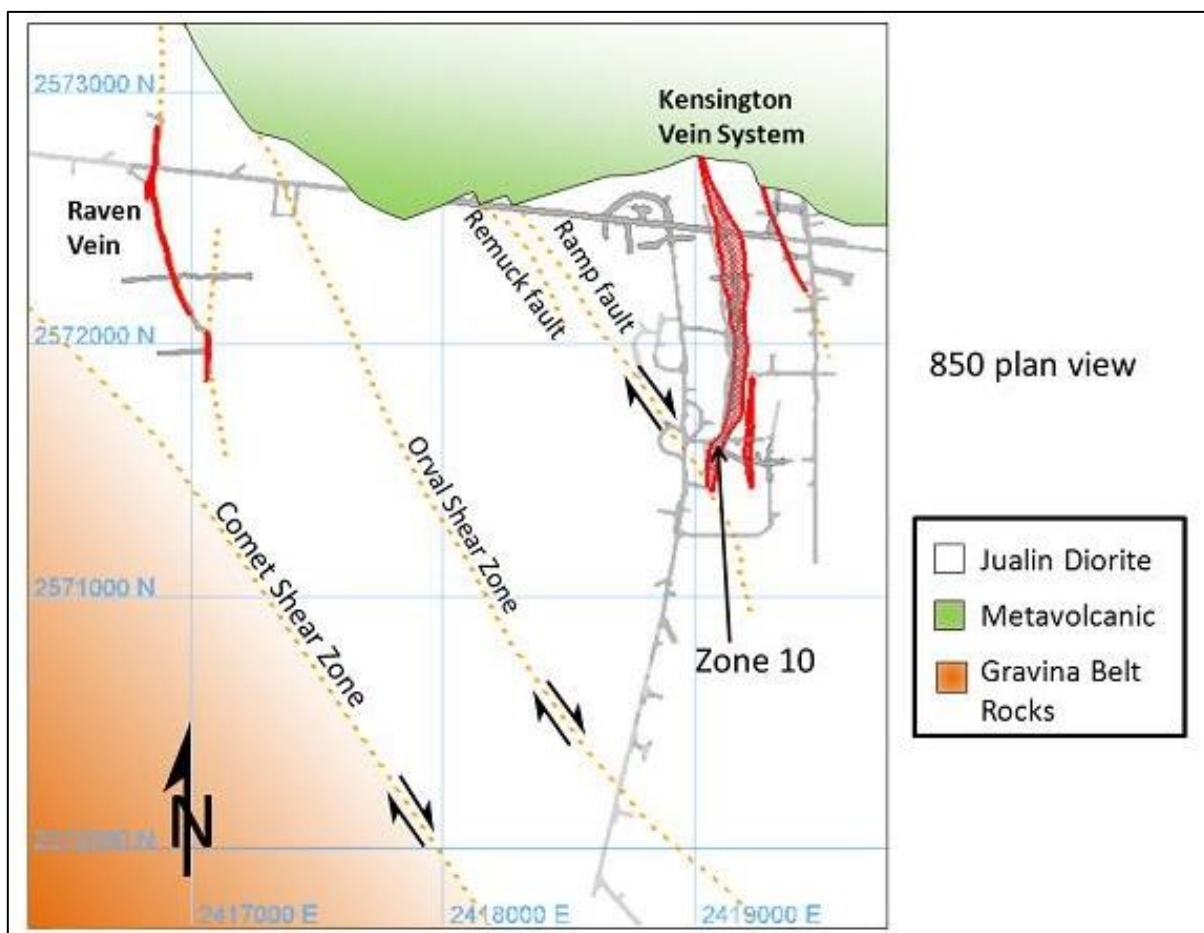 2573000 N
Kensington
Vein System
Raven
Vein
Remuck fault
Ramp fault
2572000 N
850 plan view
Orval Shear Zone
Comet Shear Zone
2571000 N
Zone 10
Jualin Diorite
Metavolcanic
Gravina Belt
Rocks
N
2417000 E
2418000 E
2419000 E